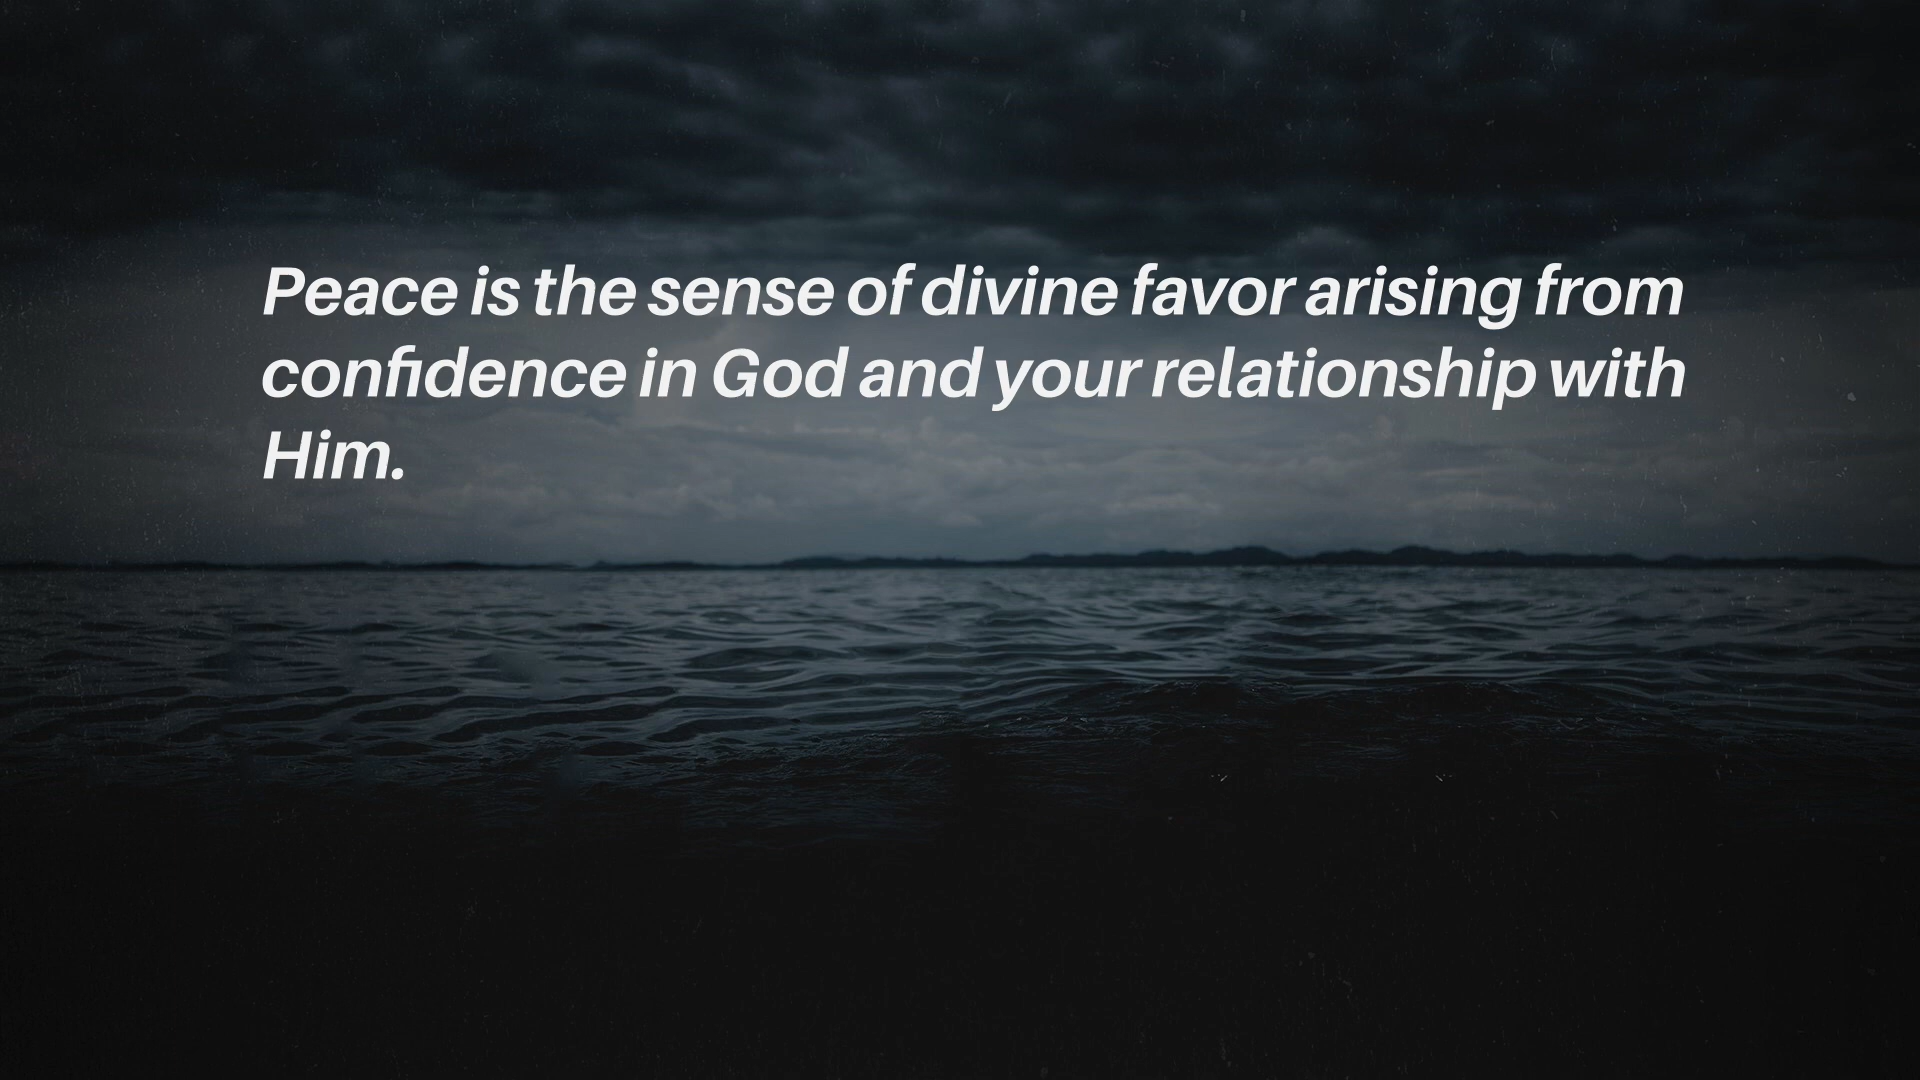 Peace is the sense of divine favor arising from
confidence in God and your relationship with
Him.